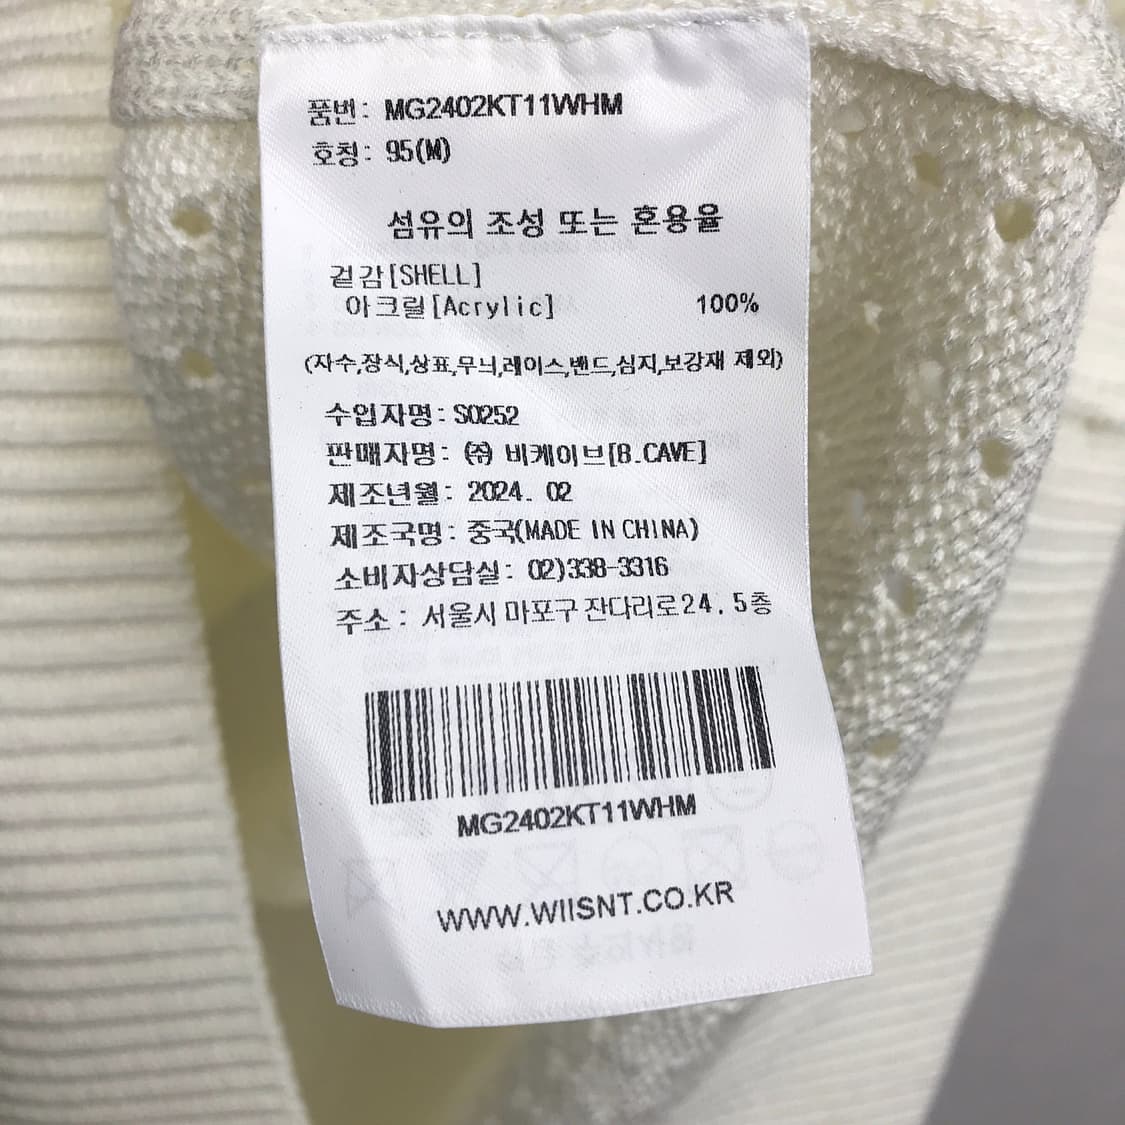 품번: MG2402KT11WHM
호칭: 95(M)
섬유의 조성 또는 혼용율
겉감[SHELL]
아크릴[Acrylic] 100%
(자수,장식,상표,무늬,레이스,밴드,심지,보강재 제외)
수입자명: S0252
판매자명: ㈜ 비케이브[B.CAVE]
제조년월: 2024. 02
제조국명: 중국(MADE IN CHINA)
소비자상담실: 02)338-3316
주소: 서울시 마포구 잔다리로24, 5층
MG2402KT11WHM
WWW.WIISNT.CO.KR